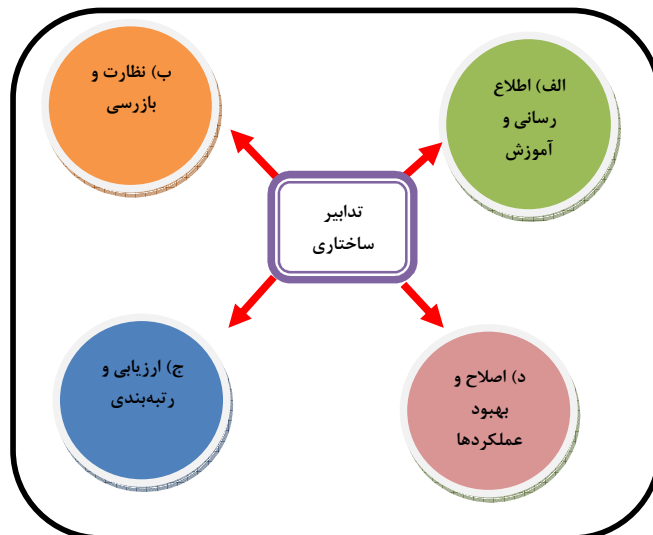 الف) اطلاع
رسانی و
آموزش
ب) نظارت و
بازرسی
تدابیر
ساختاری
ج) ارزیابی و
رتبه‌بندی
د) اصلاح و
بهبود
عملکردها